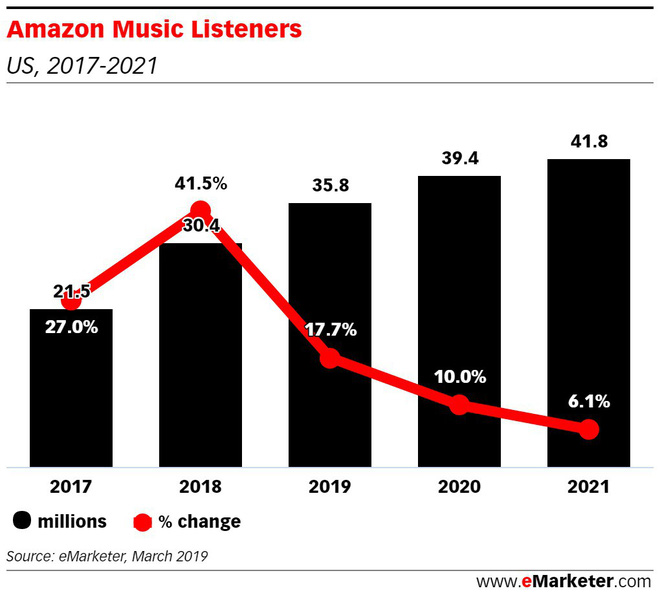 Amazon Music Listeners
US, 2017-2021
41.8
39.4
41.5%
35.8
30.4
21.5
27.0%
17.7%
10.0%
6.1%
2017 2018 2019 2020 2021
millions % change
Source: eMarketer, March 2019
www.eMarketer.com